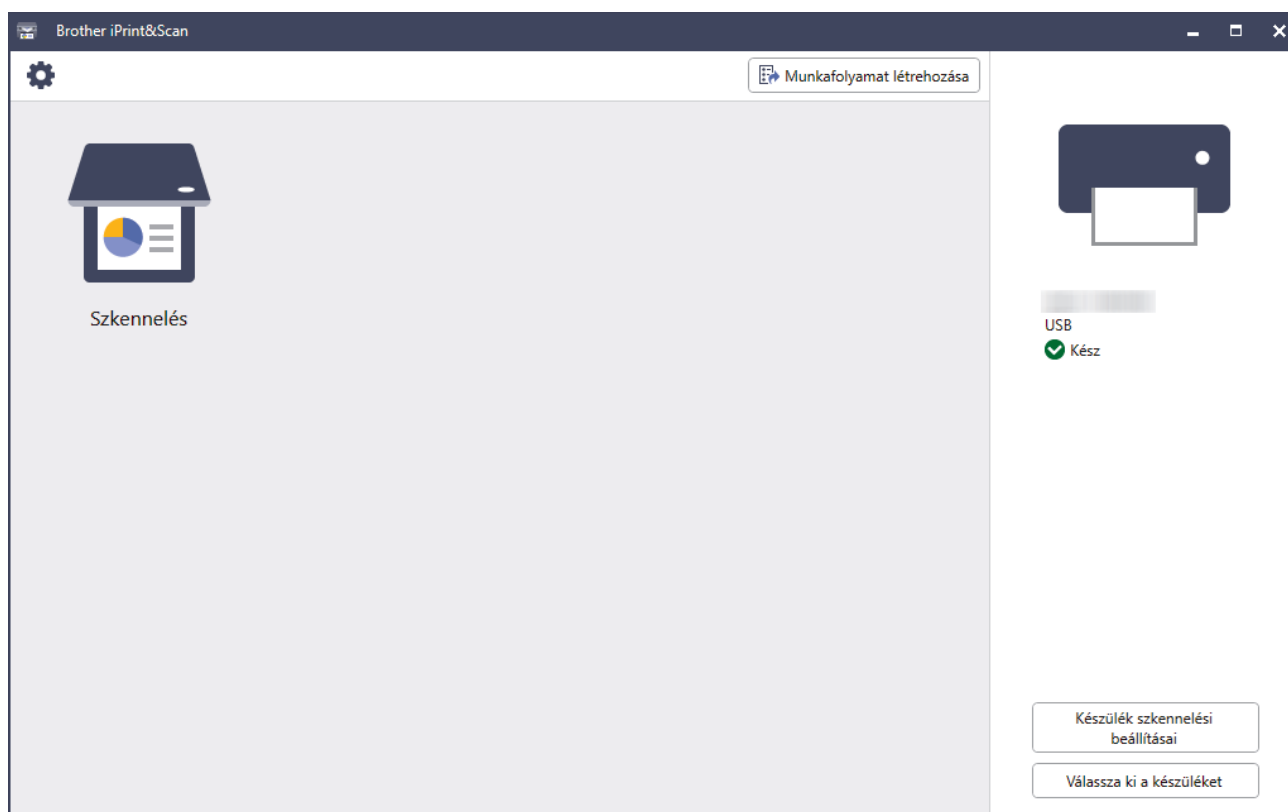 Brother iPrint&Scan
Munkafolyamat létrehozása
Szkennelés
USB
Kész
Készülék szkennelési
beállításai
Válassza ki a készüléket